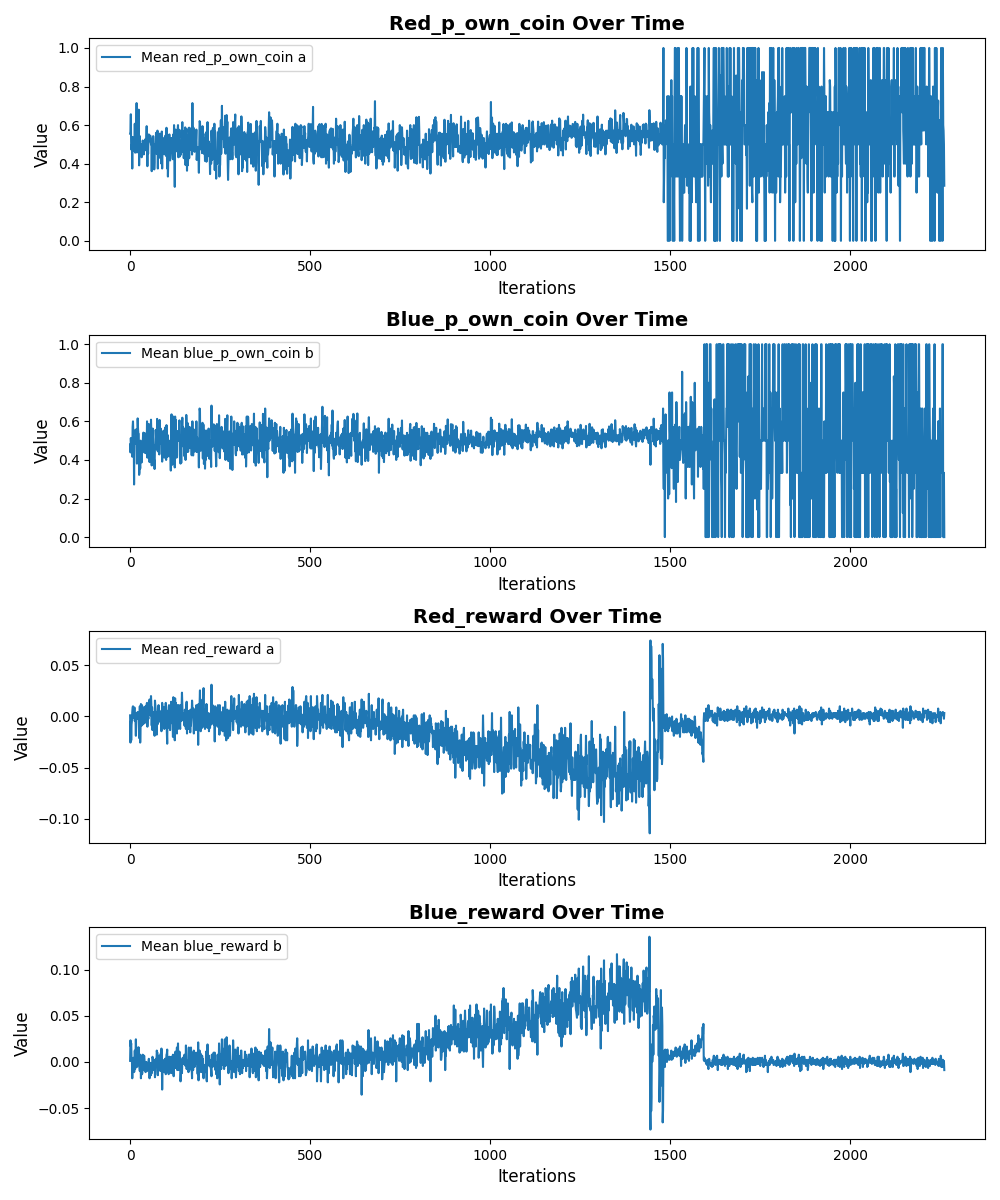 Red_p_own_coin Over Time
Mean red_p_own_coin a
Value
1.0
0.8
0.6
0.4
0.2
0.0
0 500 1000 1500 2000
Iterations
Blue_p_own_coin Over Time
Mean blue_p_own_coin b
Value
1.0
0.8
0.6
0.4
0.2
0.0
0 500 1000 1500 2000
Iterations
Red_reward Over Time
Mean red_reward a
Value
0.05
0.00
−0.05
−0.10
0 500 1000 1500 2000
Iterations
Blue_reward Over Time
Mean blue_reward b
Value
0.10
0.05
0.00
−0.05
0 500 1000 1500 2000
Iterations